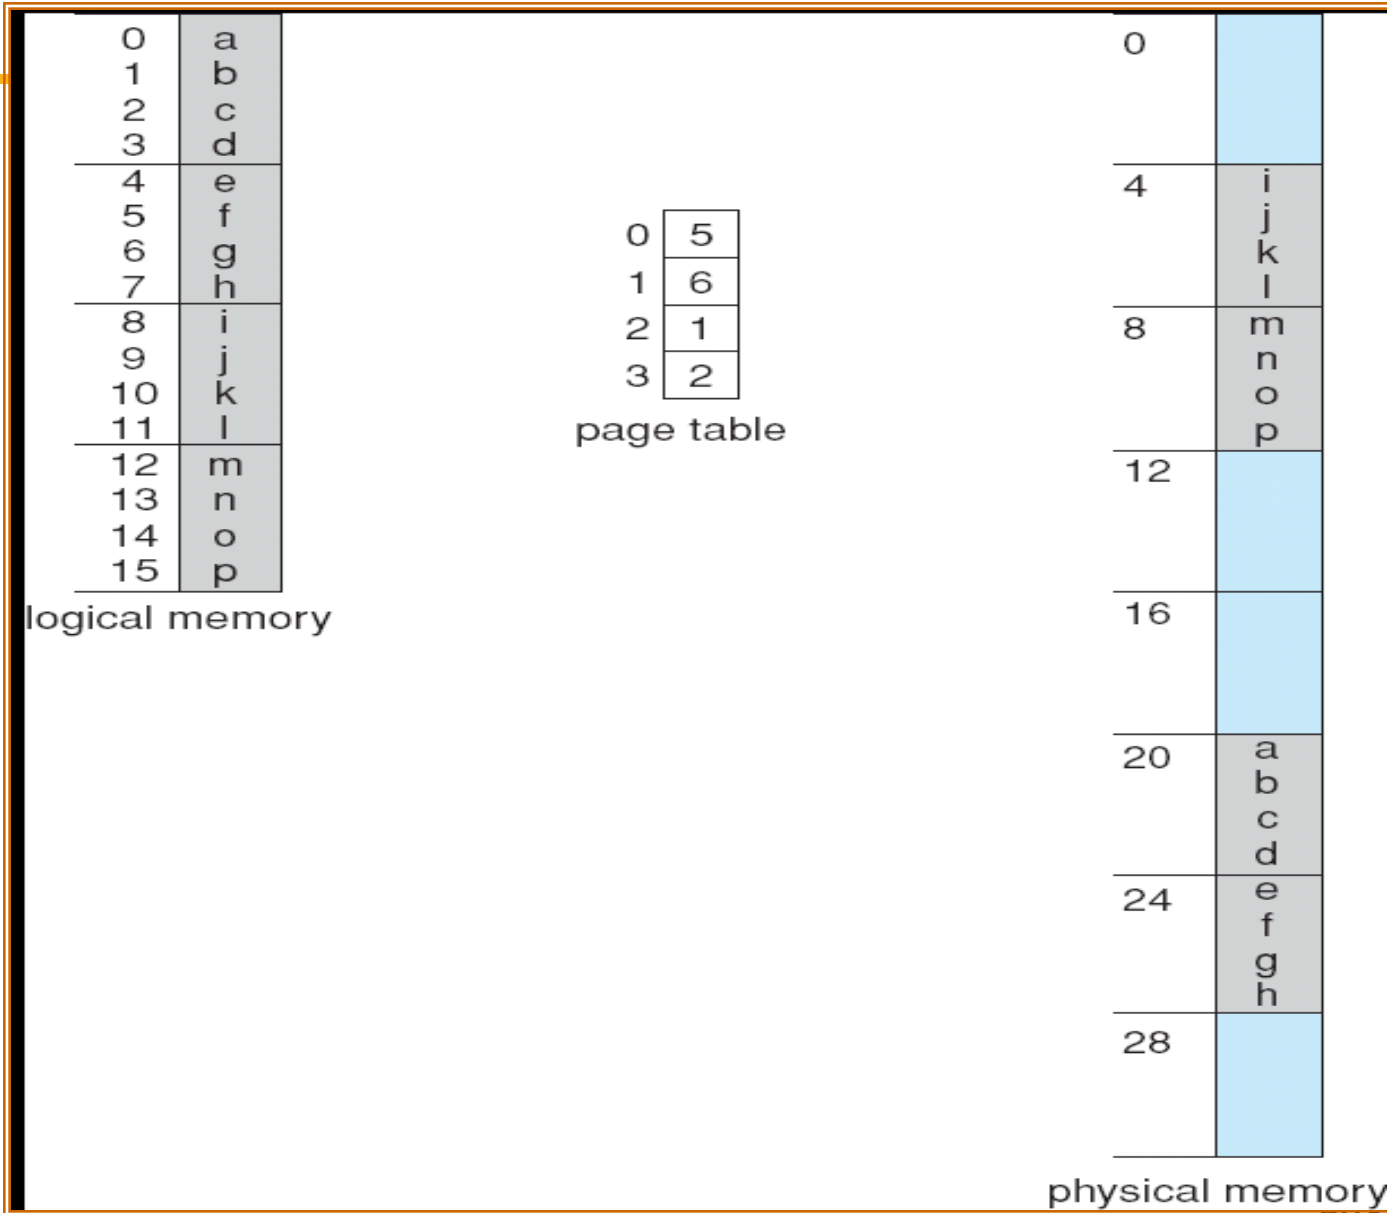 0 a
1 b
2 c
3 d
4 e
5 f
6 g
7 h
8 i
9 j
10 k
11 l
12 m
13 n
14 o
15 p
logical memory
0 5
1 6
2 1
3 2
page table
0
4 i
j
k
l
8 m
n
o
p
12
16
20 a
b
c
d
24 e
f
g
h
28
physical memory